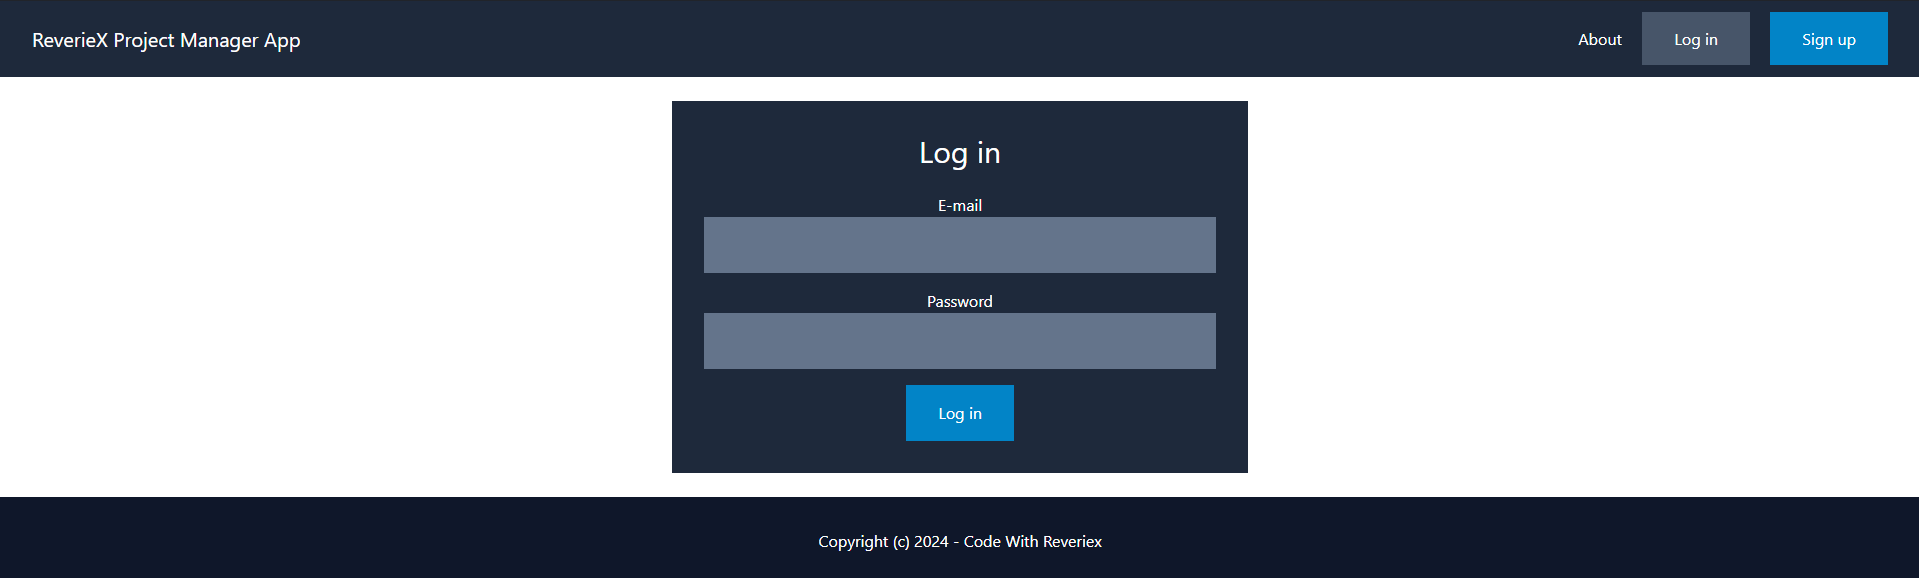 ReverieX Project Manager App
About
Log in
Sign up
Log in
E-mail
Password
Log in
Copyright (c) 2024 - Code With Reveriex